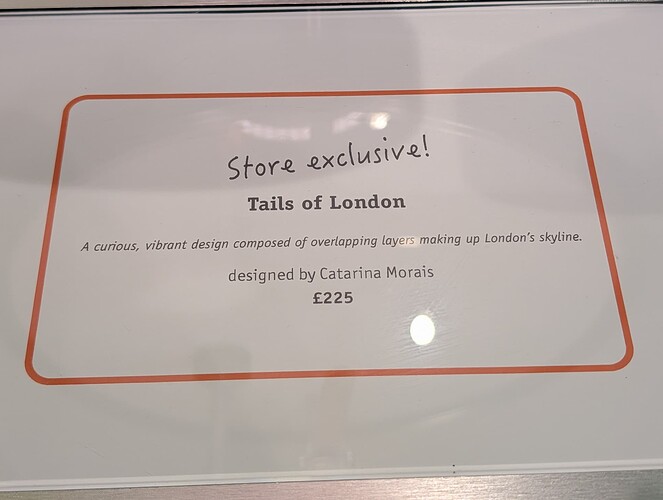 Store exclusive!
Tails of London
A curious, vibrant design composed of overlapping layers making up London's skyline.
designed by Catarina Morais
£225